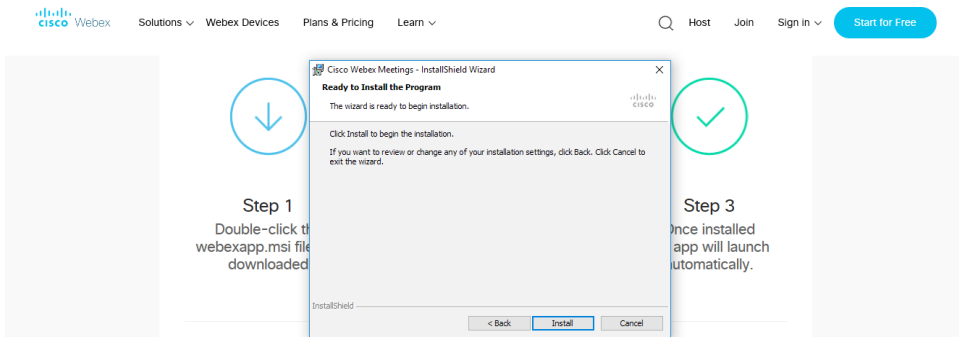 CISCO Webex Solutions Webex Devices Plans & Pricing Learn Host Join Sign in Start for Free
Cisco Webex Meetings - InstallShield Wizard
Ready to Install the Program
The wizard is ready to begin installation.
CISCO
Click Install to begin the installation.
If you want to review or change any of your installation settings, click Back. Click Cancel to
exit the wizard.
InstallShield
< Back Install Cancel
Step 1
Double-click
webexapp.msi
downloaded
Step 3
installed
app will launch